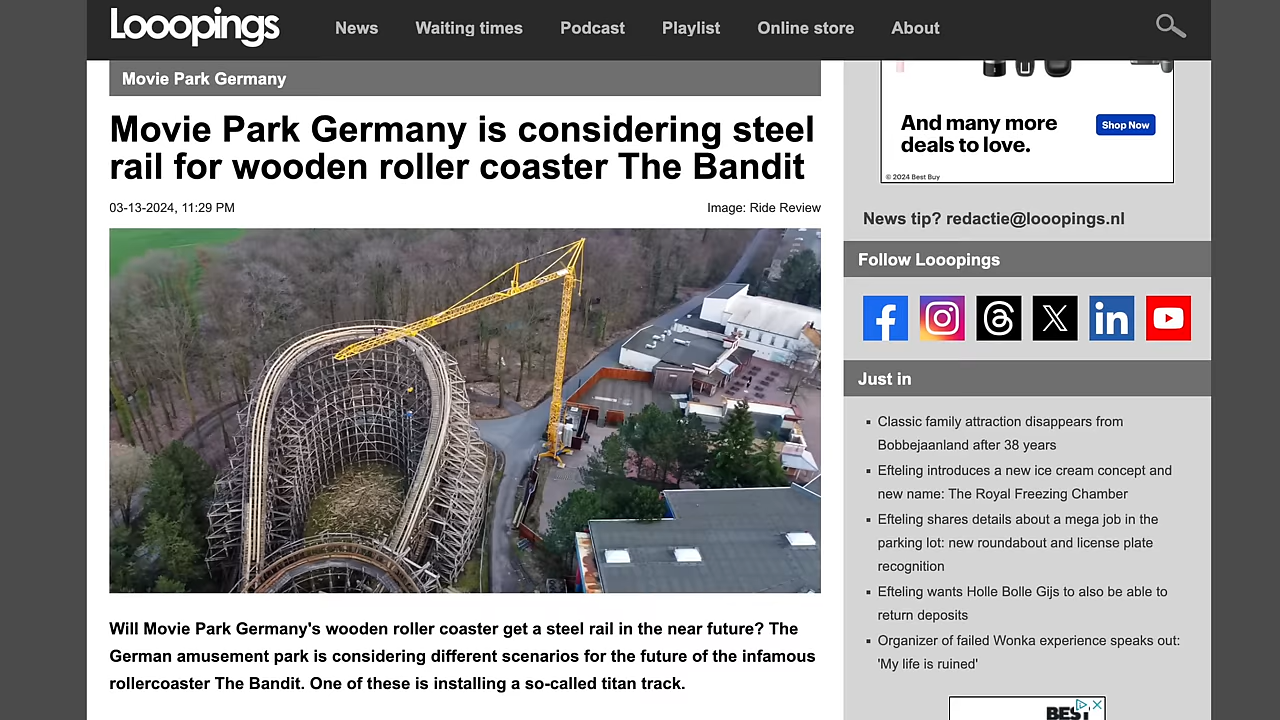 Looopings
News Waiting times Podcast Playlist Online store About
Movie Park Germany
Movie Park Germany is considering steel
rail for wooden roller coaster The Bandit
03-13-2024, 11:29 PM
Image: Ride Review
Will Movie Park Germany's wooden roller coaster get a steel rail in the near future? The
German amusement park is considering different scenarios for the future of the infamous
rollercoaster The Bandit. One of these is installing a so-called titan track.
And many more
deals to love.
Shop Now
© 2024 Best Buy
News tip? redactie@looopings.nl
Follow Looopings
Just in
Classic family attraction disappears from
Bobbejaanland after 38 years
Efteling introduces a new ice cream concept and
new name: The Royal Freezing Chamber
Efteling shares details about a mega job in the
parking lot: new roundabout and license plate
recognition
Efteling wants Holle Bolle Gijs to also be able to
return deposits
Organizer of failed Wonka experience speaks out:
'My life is ruined'
BEST